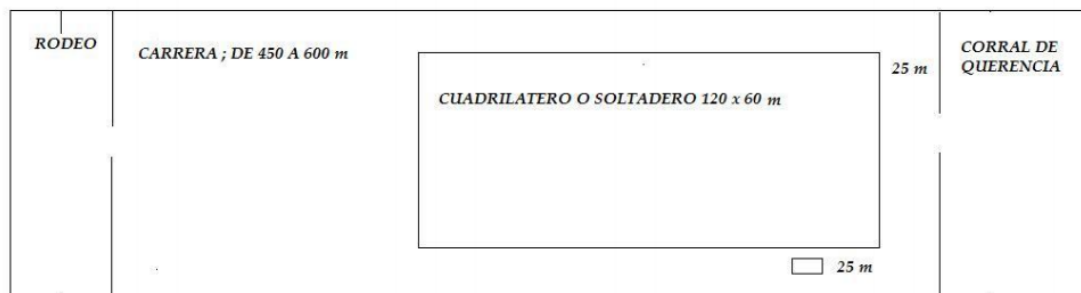 RODEO
CARRERA ; DE 450 A 600 m
CUADRILATERO O SOLTADERO 120 x 60 m
25 m
CORRAL DE
QUERENCIA
25 m